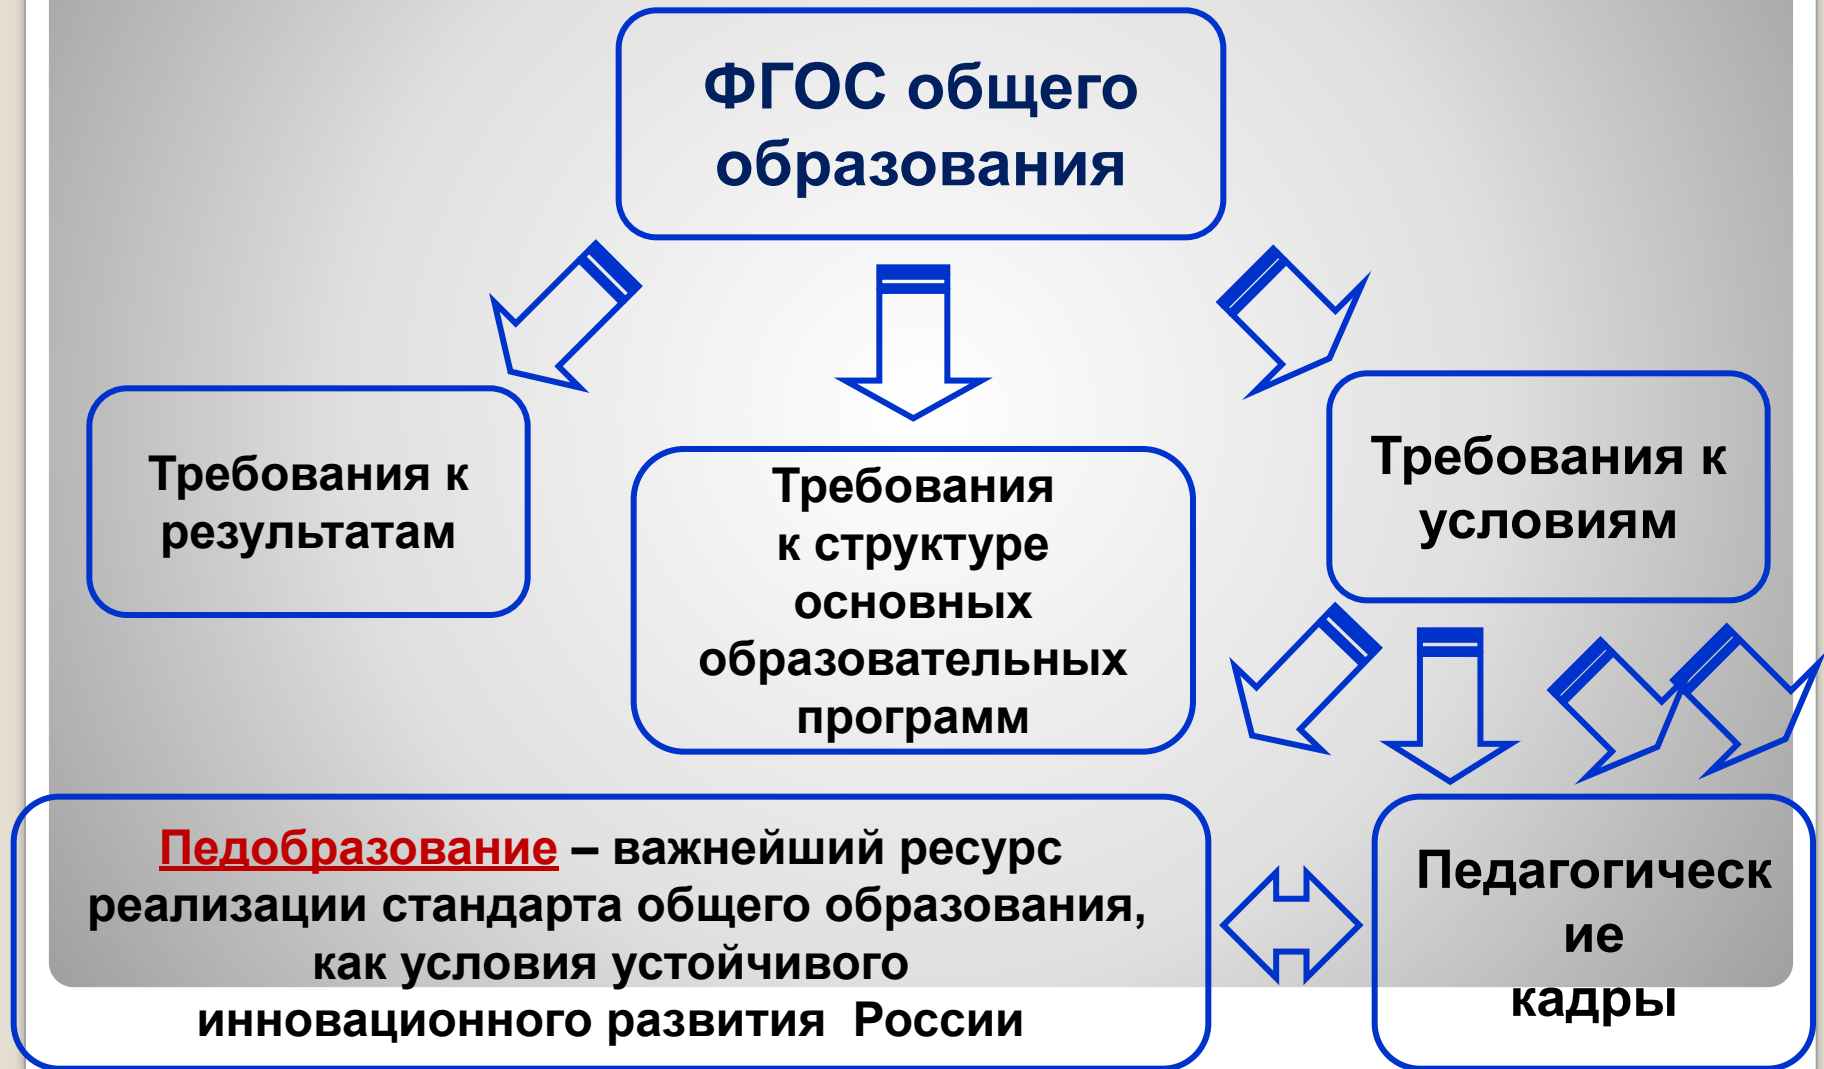 ФГОС общего
образования
Требования к
результатам
Требования
к структуре
основных
образовательных
программ
Требования к
условиям
Педобразование – важнейший ресурс
реализации стандарта общего образования,
как условия устойчивого
инновационного развития России
Педагогическ
ие
кадры